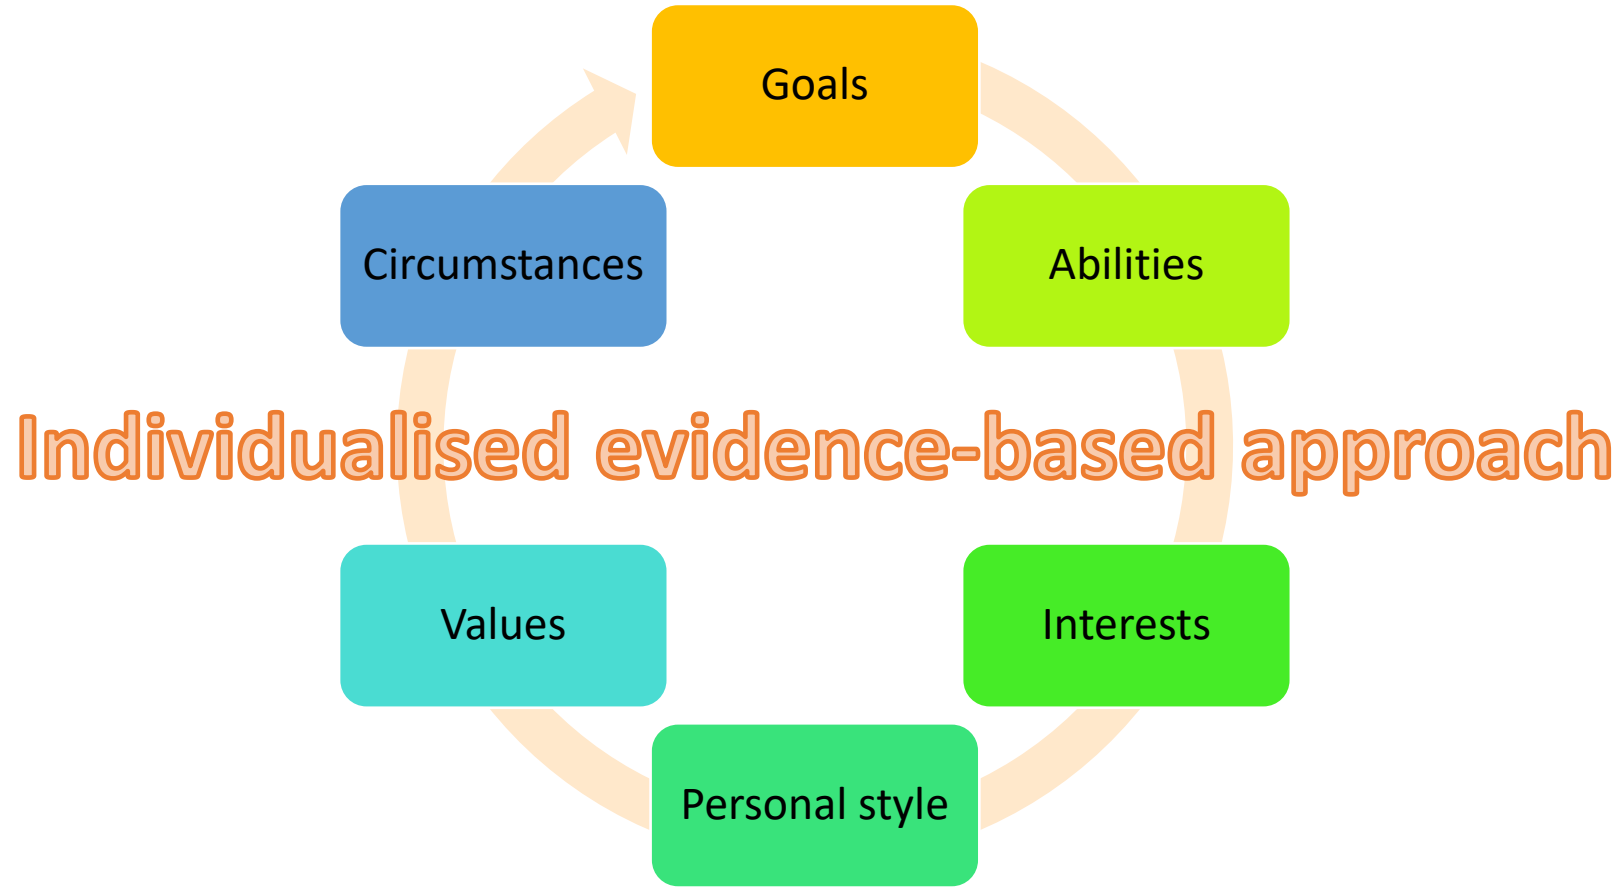 Goals
Circumstances
Abilities
Individualised evidence-based approach
Values
Interests
Personal style